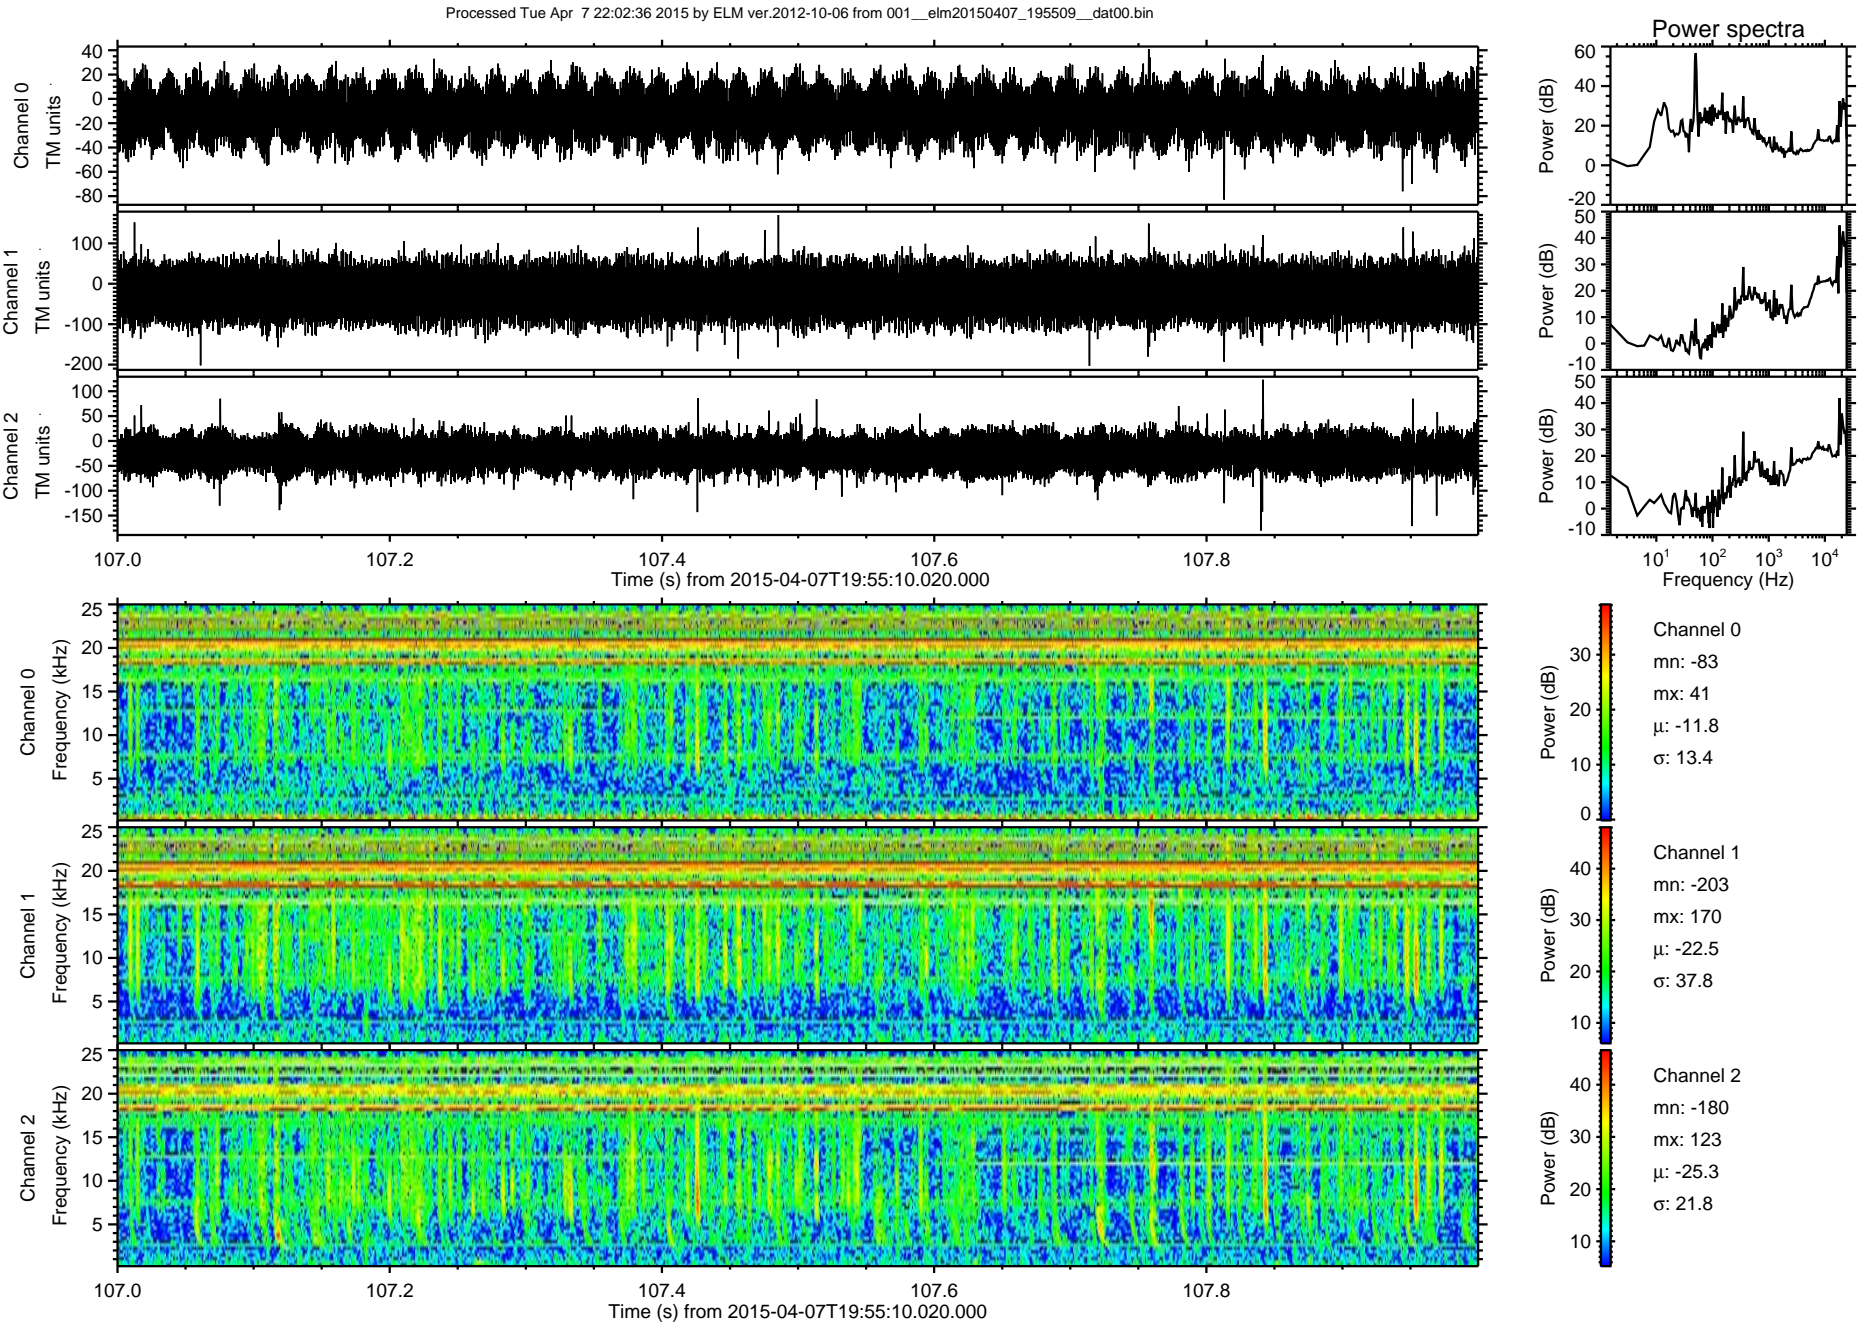 Processed Tue Apr 7 22:02:36 2015 by ELM ver.2012-10-06 from 001__elm20150407_195509__dat00.bin
Power spectra
Channel 0
TM units
40
20
0
-20
-40
-60
-80
Power (dB)
60
40
20
0
-20
Channel 1
TM units
100
0
-100
-200
Power (dB)
50
40
30
20
10
0
-10
Channel 2
TM units
100
50
0
-50
-100
-150
Power (dB)
50
40
30
20
10
0
-10
107.0 107.2 107.4 107.6 107.8
Time (s) from 2015-04-07T19:55:10.020.000
10^1 10^2 10^3 10^4
Frequency (Hz)
Channel 0
Frequency (kHz)
25
20
15
10
5
Power (dB)
30
20
10
0
Channel 0
mn: -83
mx: 41
μ: -11.8
σ: 13.4
Channel 1
Frequency (kHz)
25
20
15
10
5
Power (dB)
40
30
20
10
Channel 1
mn: -203
mx: 170
μ: -22.5
σ: 37.8
Channel 2
Frequency (kHz)
25
20
15
10
5
Power (dB)
40
30
20
10
Channel 2
mn: -180
mx: 123
μ: -25.3
σ: 21.8
107.0 107.2 107.4 107.6 107.8
Time (s) from 2015-04-07T19:55:10.020.000